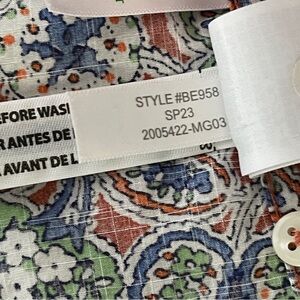 EFORE WASH
R ANTES DE
AVANT DE L
STYLE #BE958
SP23
2005422-MG03